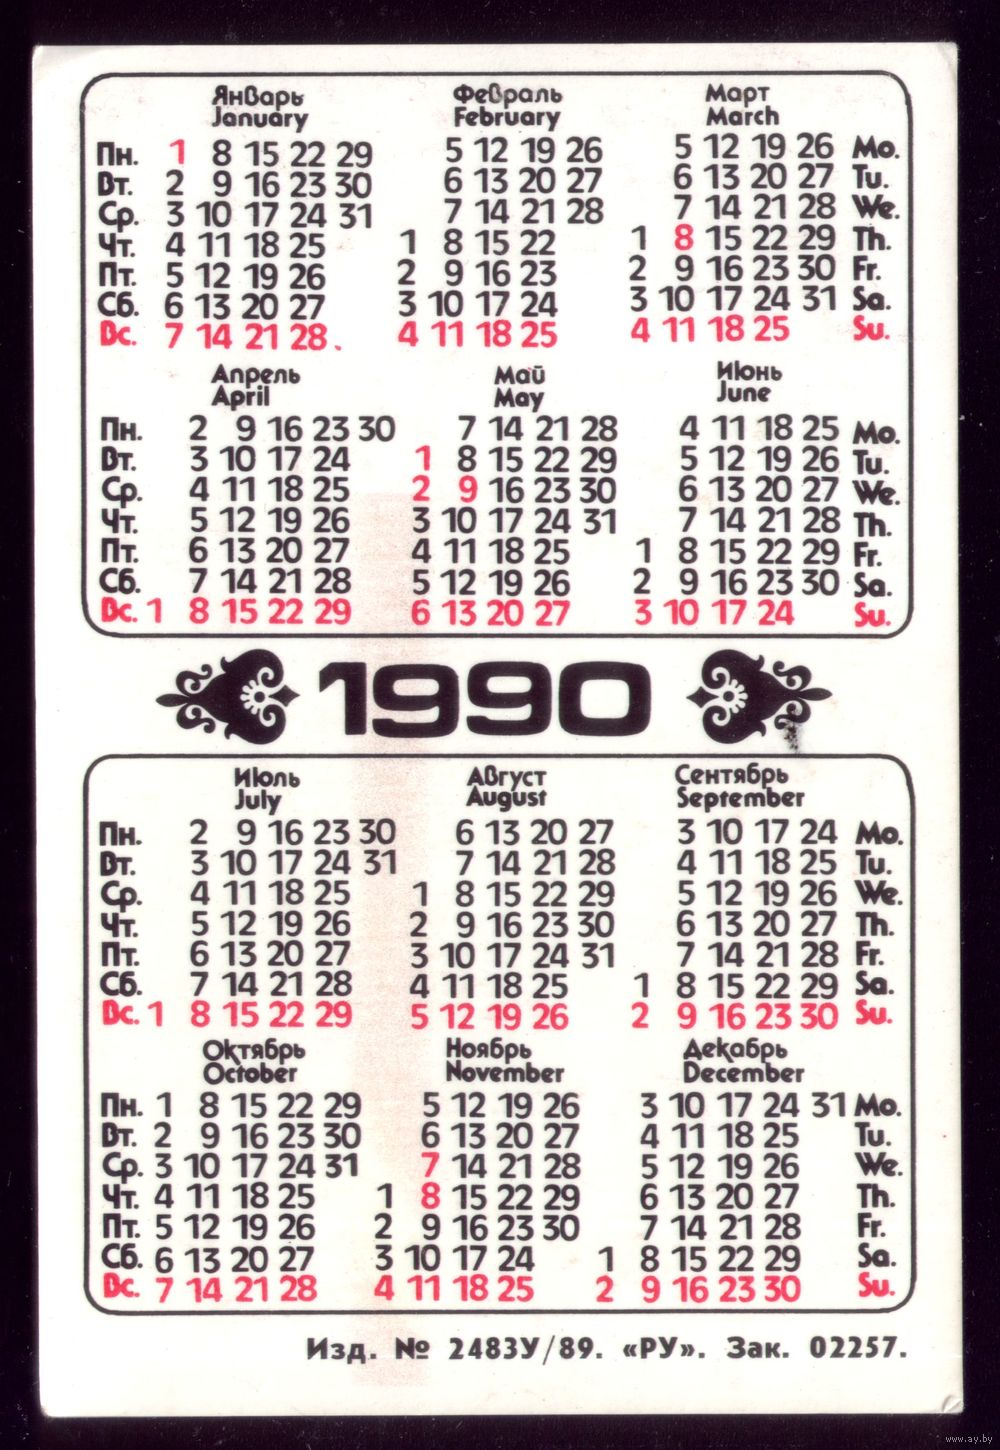 Январь Февраль Март
January February March
Пн. 1 8 15 22 29 5 12 19 26 5 12 19 26 Mo.
Вт. 2 9 16 23 30 6 13 20 27 6 13 20 27 Tu.
Ср. 3 10 17 24 31 7 14 21 28 7 14 21 28 We.
Чт. 4 11 18 25 1 8 15 22 1 8 15 22 29 Th.
Пт. 5 12 19 26 2 9 16 23 2 9 16 23 30 Fr.
Сб. 6 13 20 27 3 10 17 24 3 10 17 24 31 Sa.
Вс. 7 14 21 28 4 11 18 25 4 11 18 25 Su.
Апрель Май Июнь
April May June
Пн. 2 9 16 23 30 7 14 21 28 4 11 18 25 Mo.
Вт. 3 10 17 24 1 8 15 22 29 5 12 19 26 Tu.
Ср. 4 11 18 25 2 9 16 23 30 6 13 20 27 We.
Чт. 5 12 19 26 3 10 17 24 31 7 14 21 28 Th.
Пт. 6 13 20 27 4 11 18 25 1 8 15 22 29 Fr.
Сб. 7 14 21 28 5 12 19 26 2 9 16 23 30 Sa.
Вс. 1 8 15 22 29 6 13 20 27 3 10 17 24 Su.
1990
Июль Август Сентябрь
July August September
Пн. 2 9 16 23 30 6 13 20 27 3 10 17 24 Mo.
Вт. 3 10 17 24 31 7 14 21 28 4 11 18 25 Tu.
Ср. 4 11 18 25 1 8 15 22 29 5 12 19 26 We.
Чт. 5 12 19 26 2 9 16 23 30 6 13 20 27 Th.
Пт. 6 13 20 27 3 10 17 24 31 7 14 21 28 Fr.
Сб. 7 14 21 28 4 11 18 25 1 8 15 22 29 Sa.
Вс. 1 8 15 22 29 5 12 19 26 2 9 16 23 30 Su.
Октябрь Ноябрь Декабрь
October November December
Пн. 1 8 15 22 29 5 12 19 26 3 10 17 24 31 Mo.
Вт. 2 9 16 23 30 6 13 20 27 4 11 18 25 Tu.
Ср. 3 10 17 24 31 7 14 21 28 5 12 19 26 We.
Чт. 4 11 18 25 1 8 15 22 29 6 13 20 27 Th.
Пт. 5 12 19 26 2 9 16 23 30 7 14 21 28 Fr.
Сб. 6 13 20 27 3 10 17 24 1 8 15 22 29 Sa.
Вс. 7 14 21 28 4 11 18 25 2 9 16 23 30 Su.
Изд. № 2483У/89. «РУ». Зак. 02257.
www.ay.by